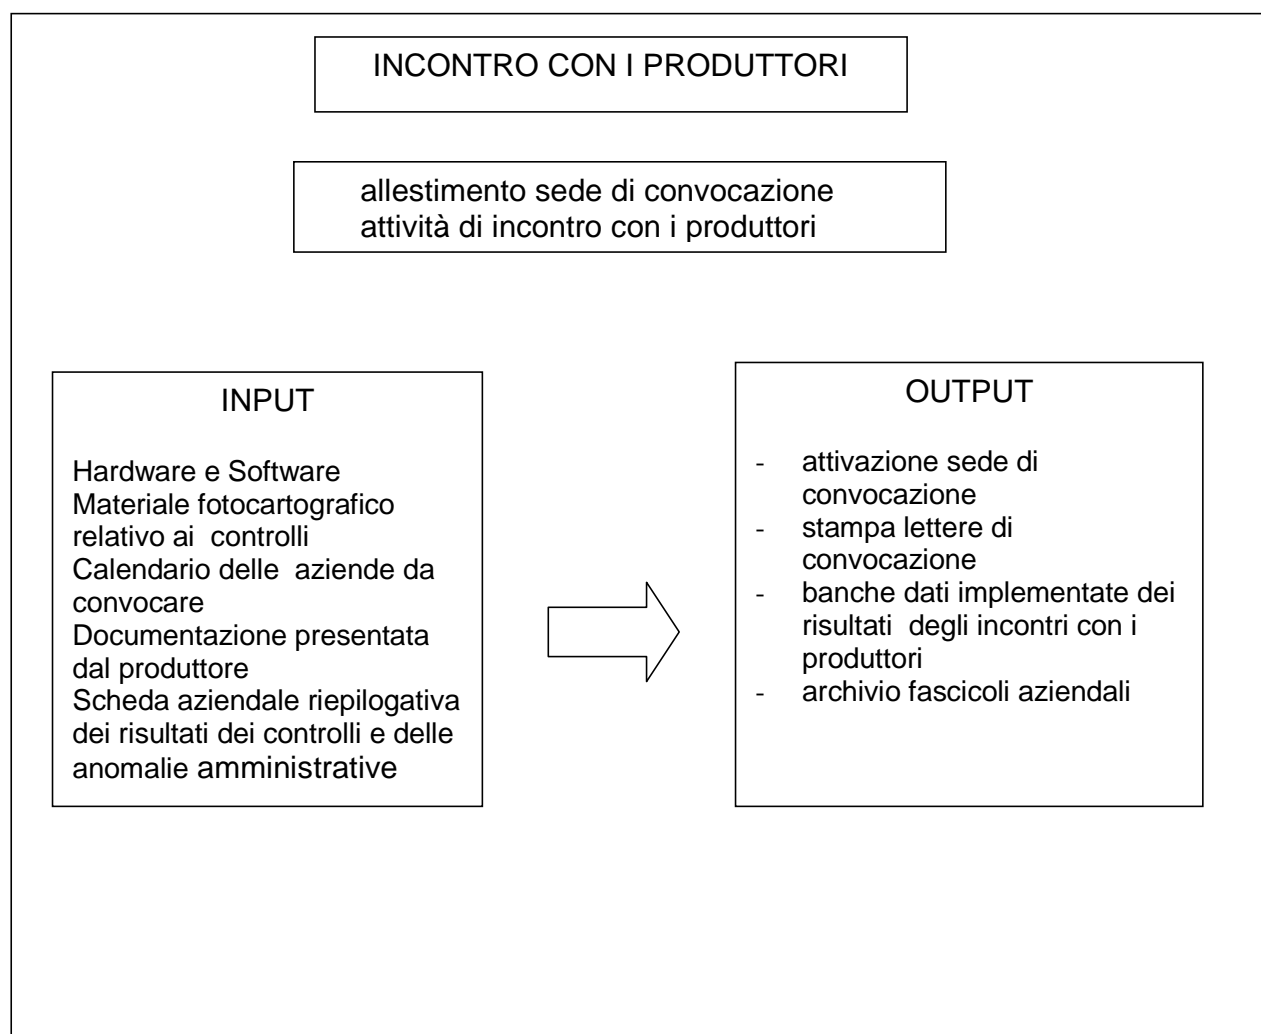 INCONTRO CON I PRODUTTORI
allestimento sede di convocazione
attività di incontro con i produttori
INPUT
Hardware e Software
Materiale fotocartografico
relativo ai  controlli
Calendario delle  aziende da
convocare
Documentazione presentata
dal produttore
Scheda aziendale riepilogativa
dei risultati dei controlli e delle
anomalie amministrative
OUTPUT
- attivazione sede di
convocazione
- stampa lettere di
convocazione
- banche dati implementate dei
risultati  degli incontri con i
produttori
- archivio fascicoli aziendali